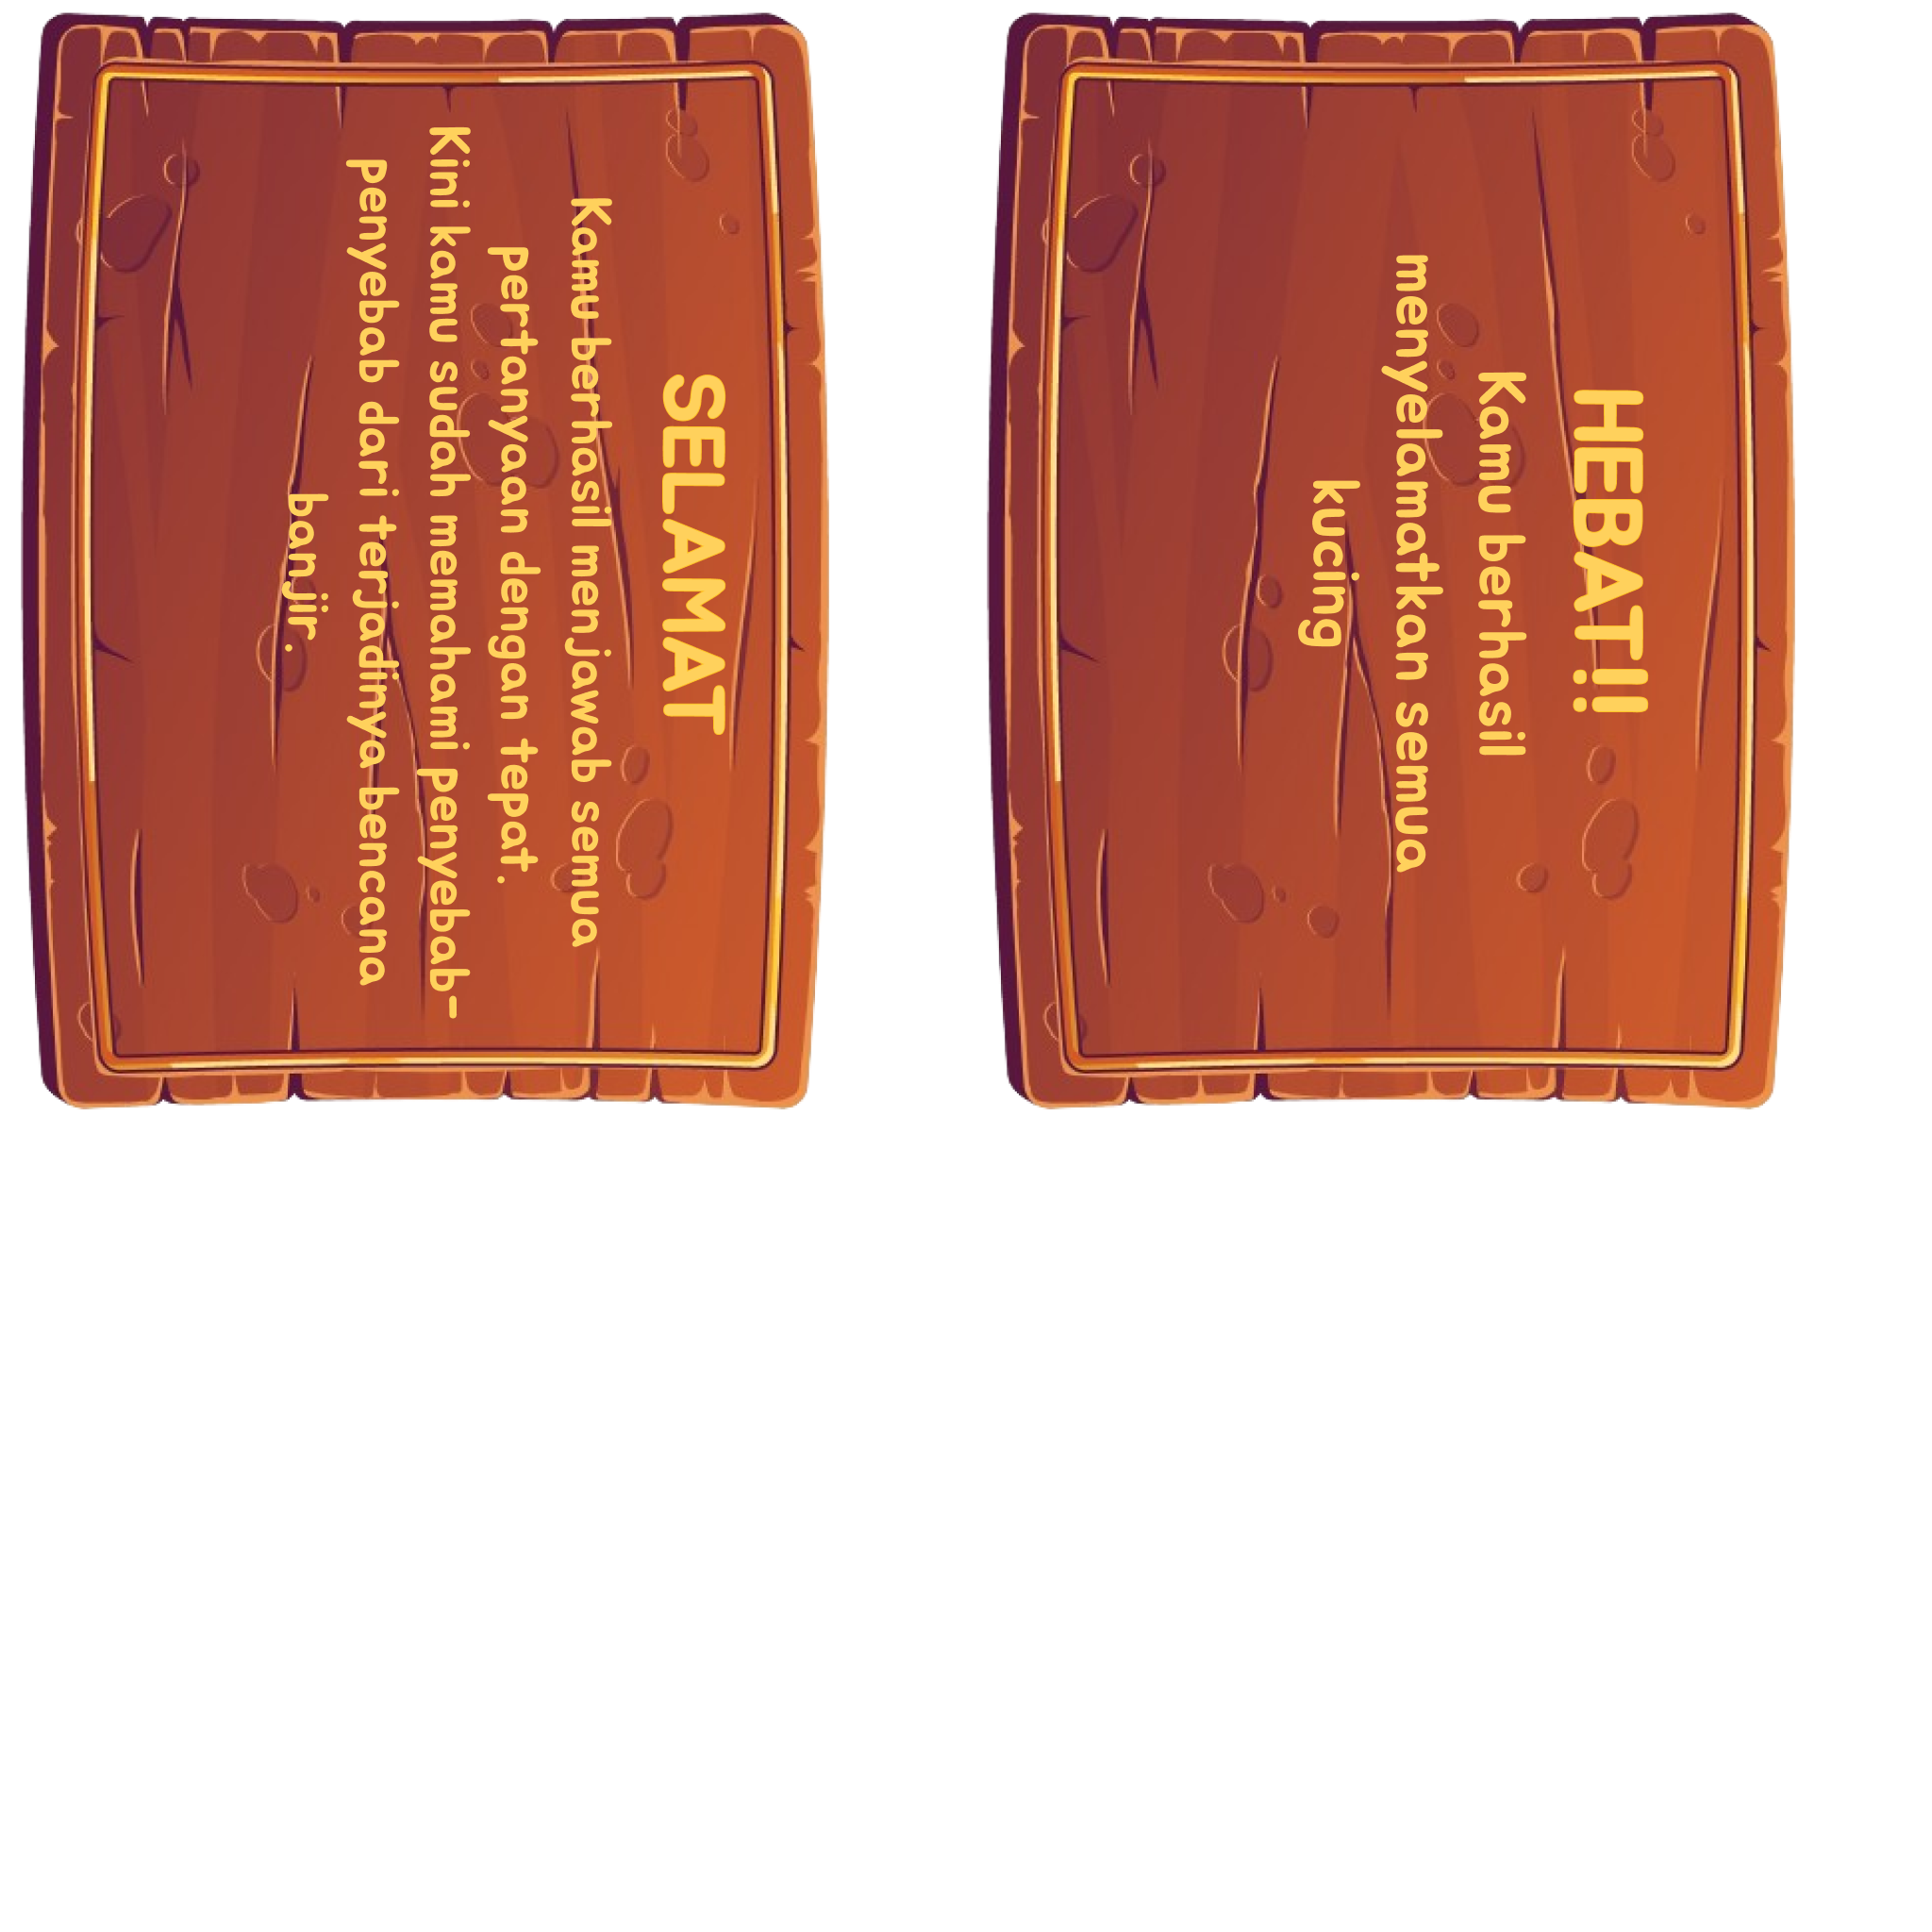 SELAMAT
Kamu berhasil menjawab semua
pertanyaan dengan tepat.
Kini kamu sudah memahami penyebab-
penyebab dari terjadinya bencana
banjir.
HEBAT!!
Kamu berhasil
menyelamatkan semua
kucing